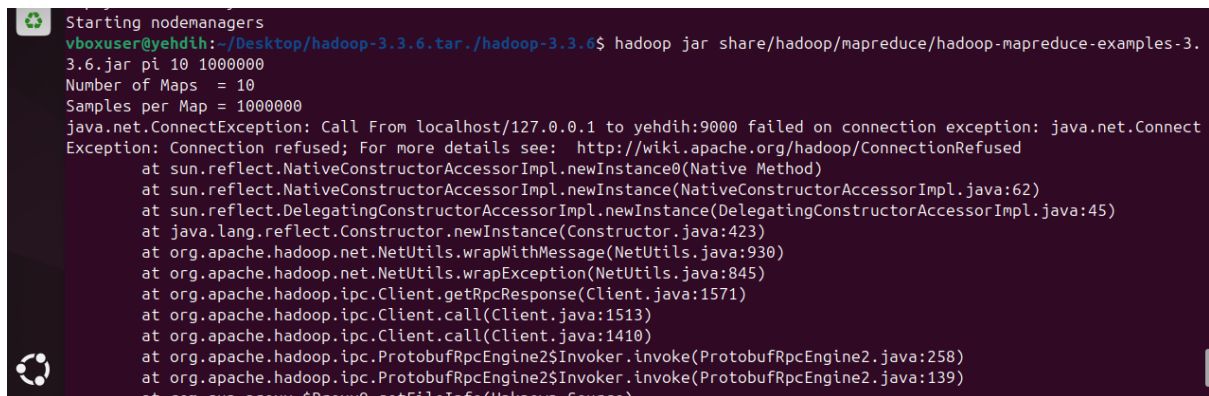 Starting nodemanagers
vboxuser@yehdih:~/Desktop/hadoop-3.3.6.tar./hadoop-3.3.6$ hadoop jar share/hadoop/mapreduce/hadoop-mapreduce-examples-3.
3.6.jar pi 10 1000000
Number of Maps  = 10
Samples per Map = 1000000
java.net.ConnectException: Call From localhost/127.0.0.1 to yehdih:9000 failed on connection exception: java.net.Connect
Exception: Connection refused; For more details see:  http://wiki.apache.org/hadoop/ConnectionRefused
        at sun.reflect.NativeConstructorAccessorImpl.newInstance0(Native Method)
        at sun.reflect.NativeConstructorAccessorImpl.newInstance(NativeConstructorAccessorImpl.java:62)
        at sun.reflect.DelegatingConstructorAccessorImpl.newInstance(DelegatingConstructorAccessorImpl.java:45)
        at java.lang.reflect.Constructor.newInstance(Constructor.java:423)
        at org.apache.hadoop.net.NetUtils.wrapWithMessage(NetUtils.java:930)
        at org.apache.hadoop.net.NetUtils.wrapException(NetUtils.java:845)
        at org.apache.hadoop.ipc.Client.getRpcResponse(Client.java:1571)
        at org.apache.hadoop.ipc.Client.call(Client.java:1513)
        at org.apache.hadoop.ipc.Client.call(Client.java:1410)
        at org.apache.hadoop.ipc.ProtobufRpcEngine2$Invoker.invoke(ProtobufRpcEngine2.java:258)
        at org.apache.hadoop.ipc.ProtobufRpcEngine2$Invoker.invoke(ProtobufRpcEngine2.java:139)